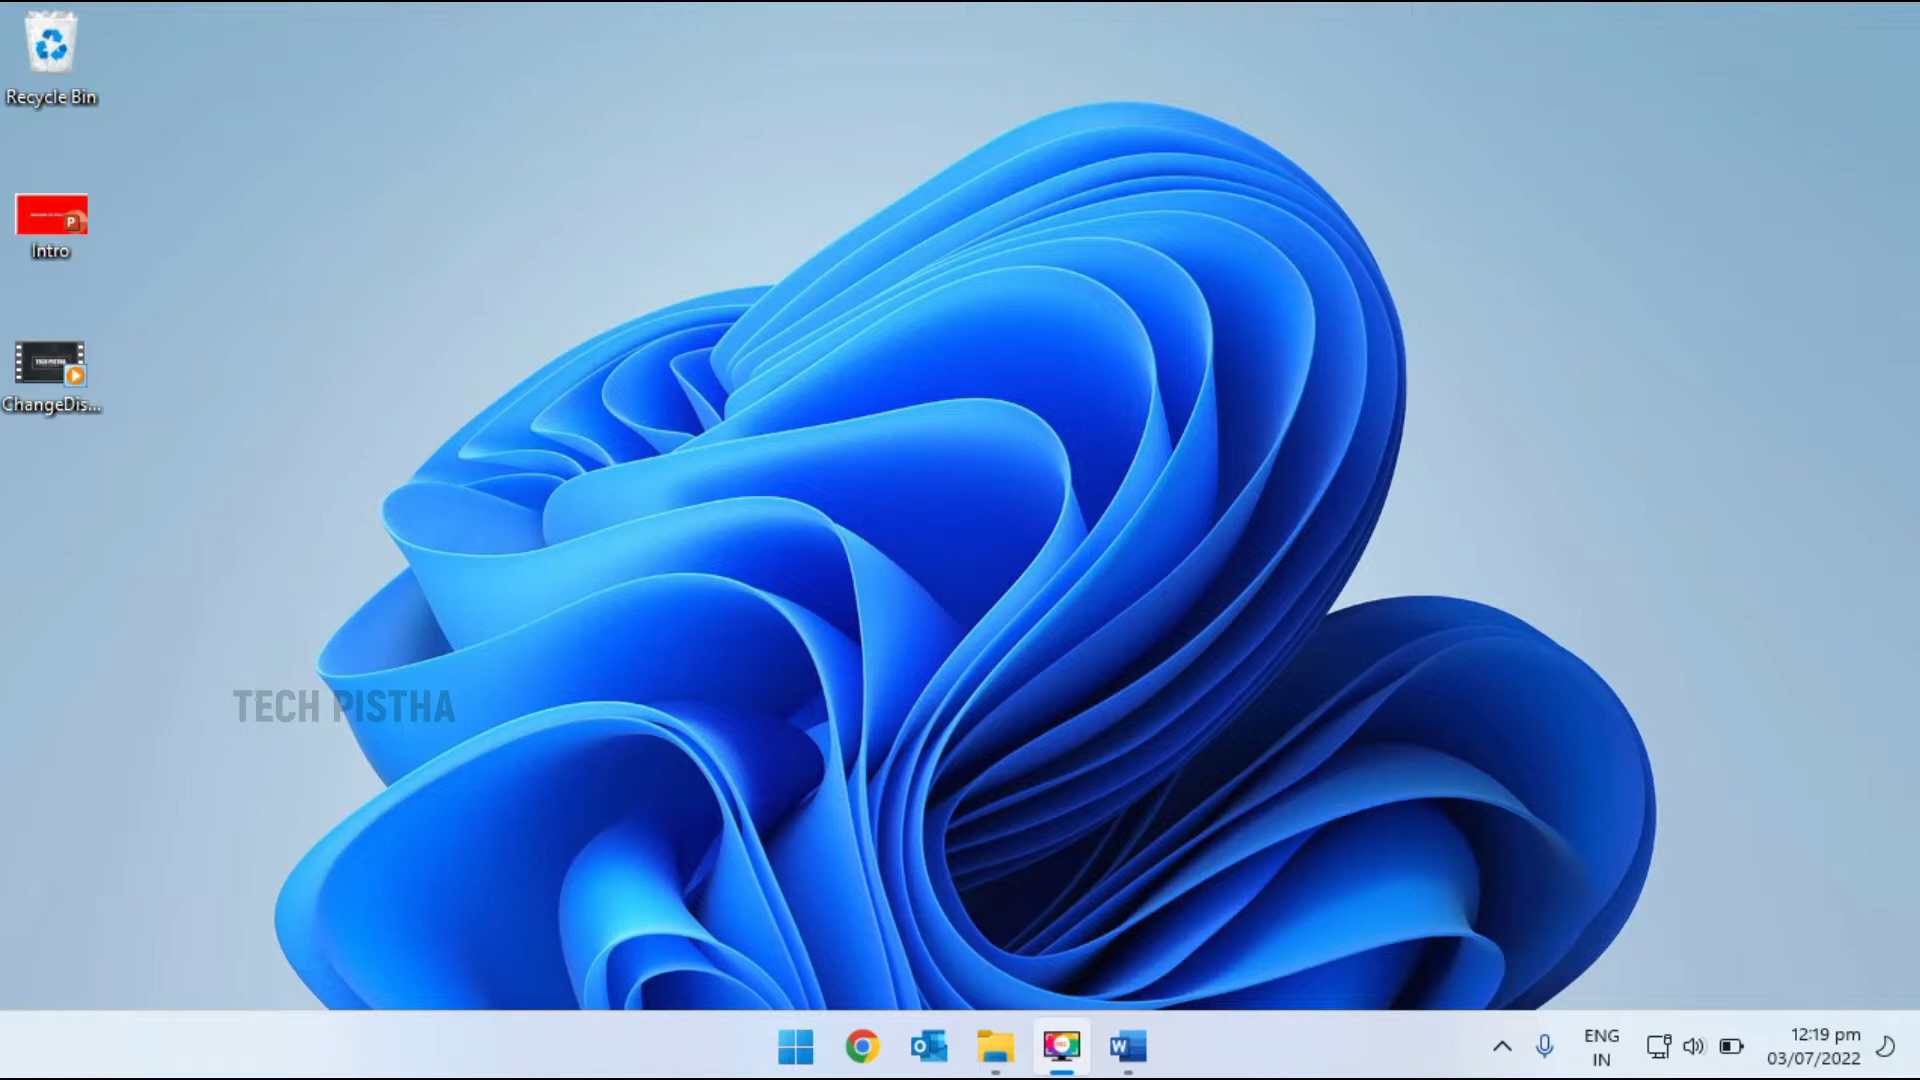 Recycle Bin
Intro
ChangeDis...
TECH PISTHA
ENG
IN
12:19 pm
03/07/2022